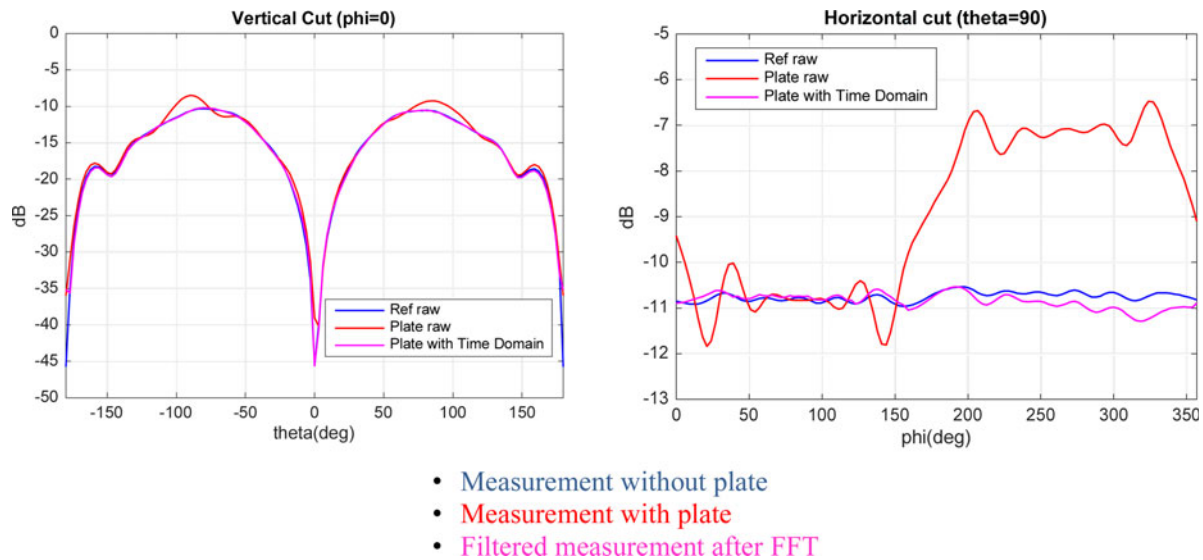 Vertical Cut (phi=0)
0
-5
-10
-15
-20
-25
-30
-35
-40
-45
-50
dB
Ref raw
Plate raw
Plate with Time Domain
-150
-100
-50
0
50
100
150
theta(deg)
Horizontal cut (theta=90)
-5
-6
-7
-8
-9
-10
-11
-12
-13
dB
Ref raw
Plate raw
Plate with Time Domain
0
50
100
150
200
250
300
350
phi(deg)
• Measurement without plate
• Measurement with plate
• Filtered measurement after FFT